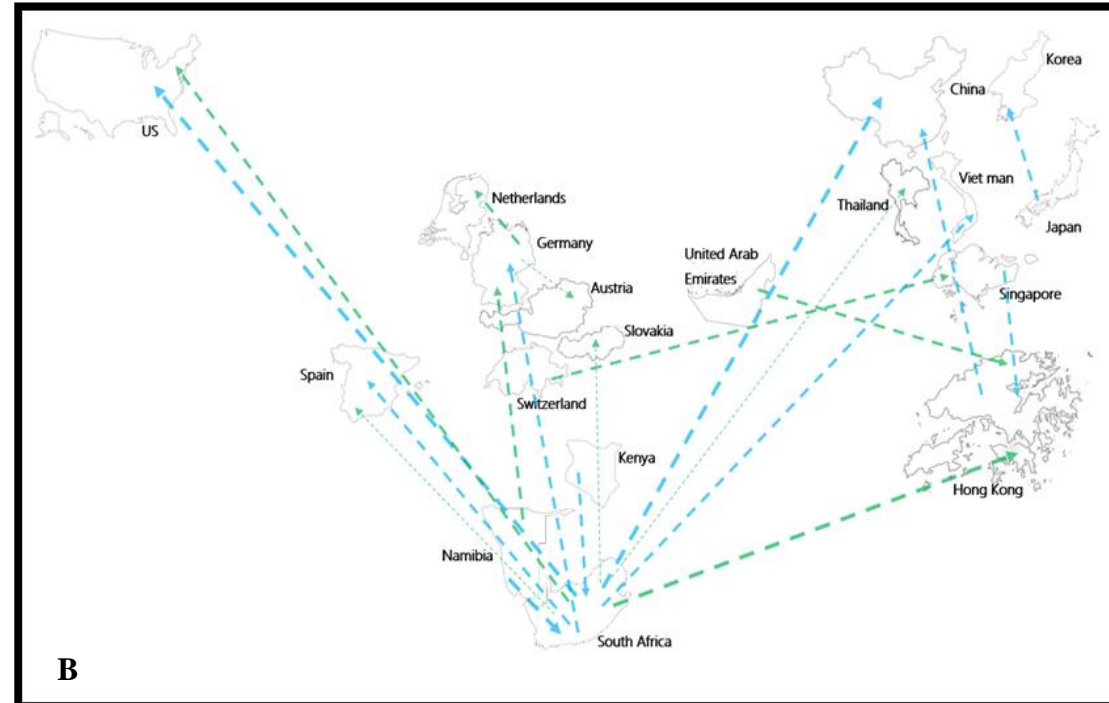 Korea
China
US
Viet man
Netherlands
Thailand
Japan
Germany
United Arab
Emirates
Austria
Singapore
Slovakia
Spain
Switzerland
Kenya
Hong Kong
Namibia
South Africa
B